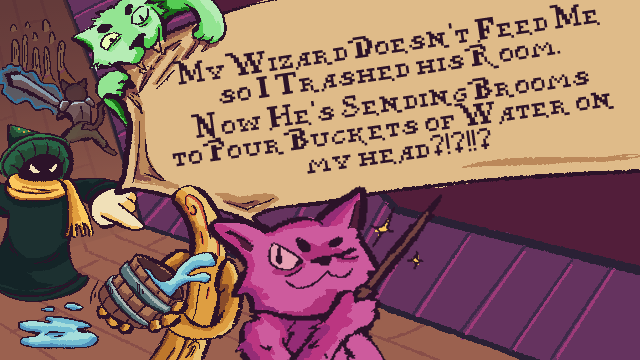 My Wizard Doesn't Feed Me
so I Trashed his Room.
Now He's Sending Brooms
to Pour Buckets of Water on
my head?!?!!?